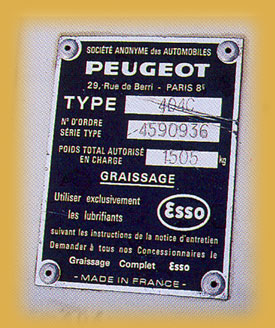 SOCIÉTÉ ANONYME des AUTOMOBILES
PEUGEOT
29, Rue de Berri - PARIS 8ᵉ
TYPE 404C
N° D'ORDRE
SÉRIE TYPE 4590936
POIDS TOTAL AUTORISÉ
EN CHARGE 1505 kg
GRAISSAGE
Utiliser exclusivement
les lubrifiants
Esso
suivant les instructions de la notice d'entretien
Demander à tous nos Concessionnaires le
Graissage Complet Esso
- MADE IN FRANCE -